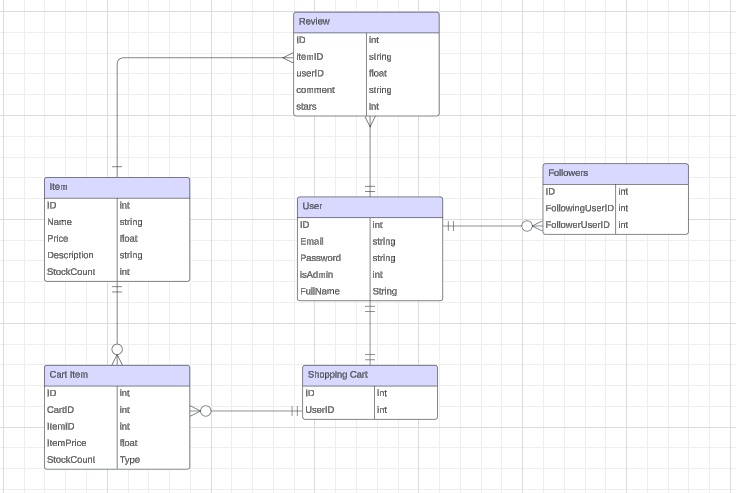 Review
ID int
itemID string
userID float
comment string
stars int
Followers
ID int
FollowingUserID int
FollowerUserID int
Item
ID int
Name string
Price float
Description string
StockCount int
User
ID int
Email string
Password string
IsAdmin int
FullName String
Cart Item
ID int
CartID int
ItemID int
ItemPrice float
StockCount Type
Shopping Cart
ID int
UserID int